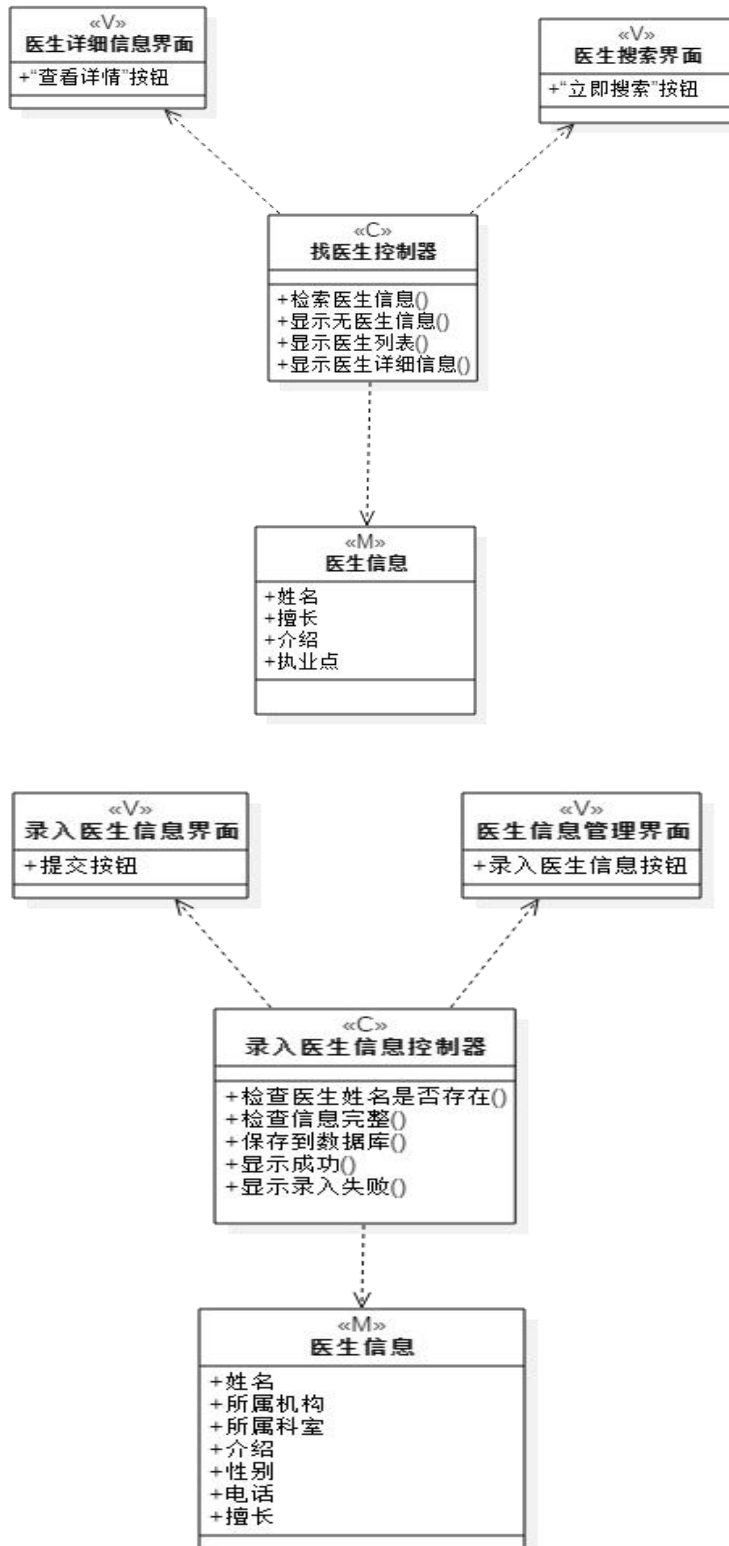 «V»
医生详细信息界面
+“查看详情”按钮
«V»
医生搜索界面
+“立即搜索”按钮
«C»
找医生控制器
+检索医生信息()
+显示无医生信息()
+显示医生列表()
+显示医生详细信息()
«M»
医生信息
+姓名
+擅长
+介绍
+执业点
«V»
录入医生信息界面
+提交按钮
«V»
医生信息管理界面
+录入医生信息按钮
«C»
录入医生信息控制器
+检查医生姓名是否存在()
+检查信息完整()
+保存到数据库()
+显示成功()
+显示录入失败()
«M»
医生信息
+姓名
+所属机构
+所属科室
+介绍
+性别
+电话
+擅长